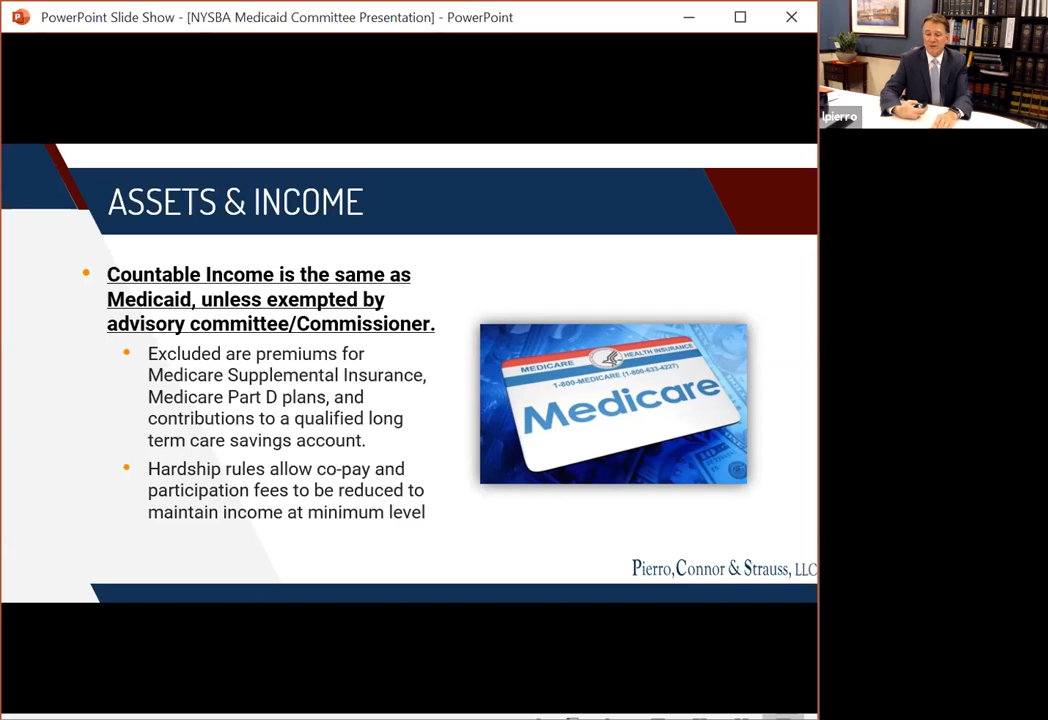 PowerPoint Slide Show - [NYSBA Medicaid Committee Presentation] - PowerPoint
lpierro
ASSETS & INCOME
• Countable Income is the same as
Medicaid, unless exempted by
advisory committee/Commissioner.
• Excluded are premiums for
Medicare Supplemental Insurance,
Medicare Part D plans, and
contributions to a qualified long
term care savings account.
• Hardship rules allow co-pay and
participation fees to be reduced to
maintain income at minimum level
MEDICARE HEALTH INSURANCE
1-800-MEDICARE (1-800-633-4227)
Medicare
Pierro, Connor & Strauss, LLC